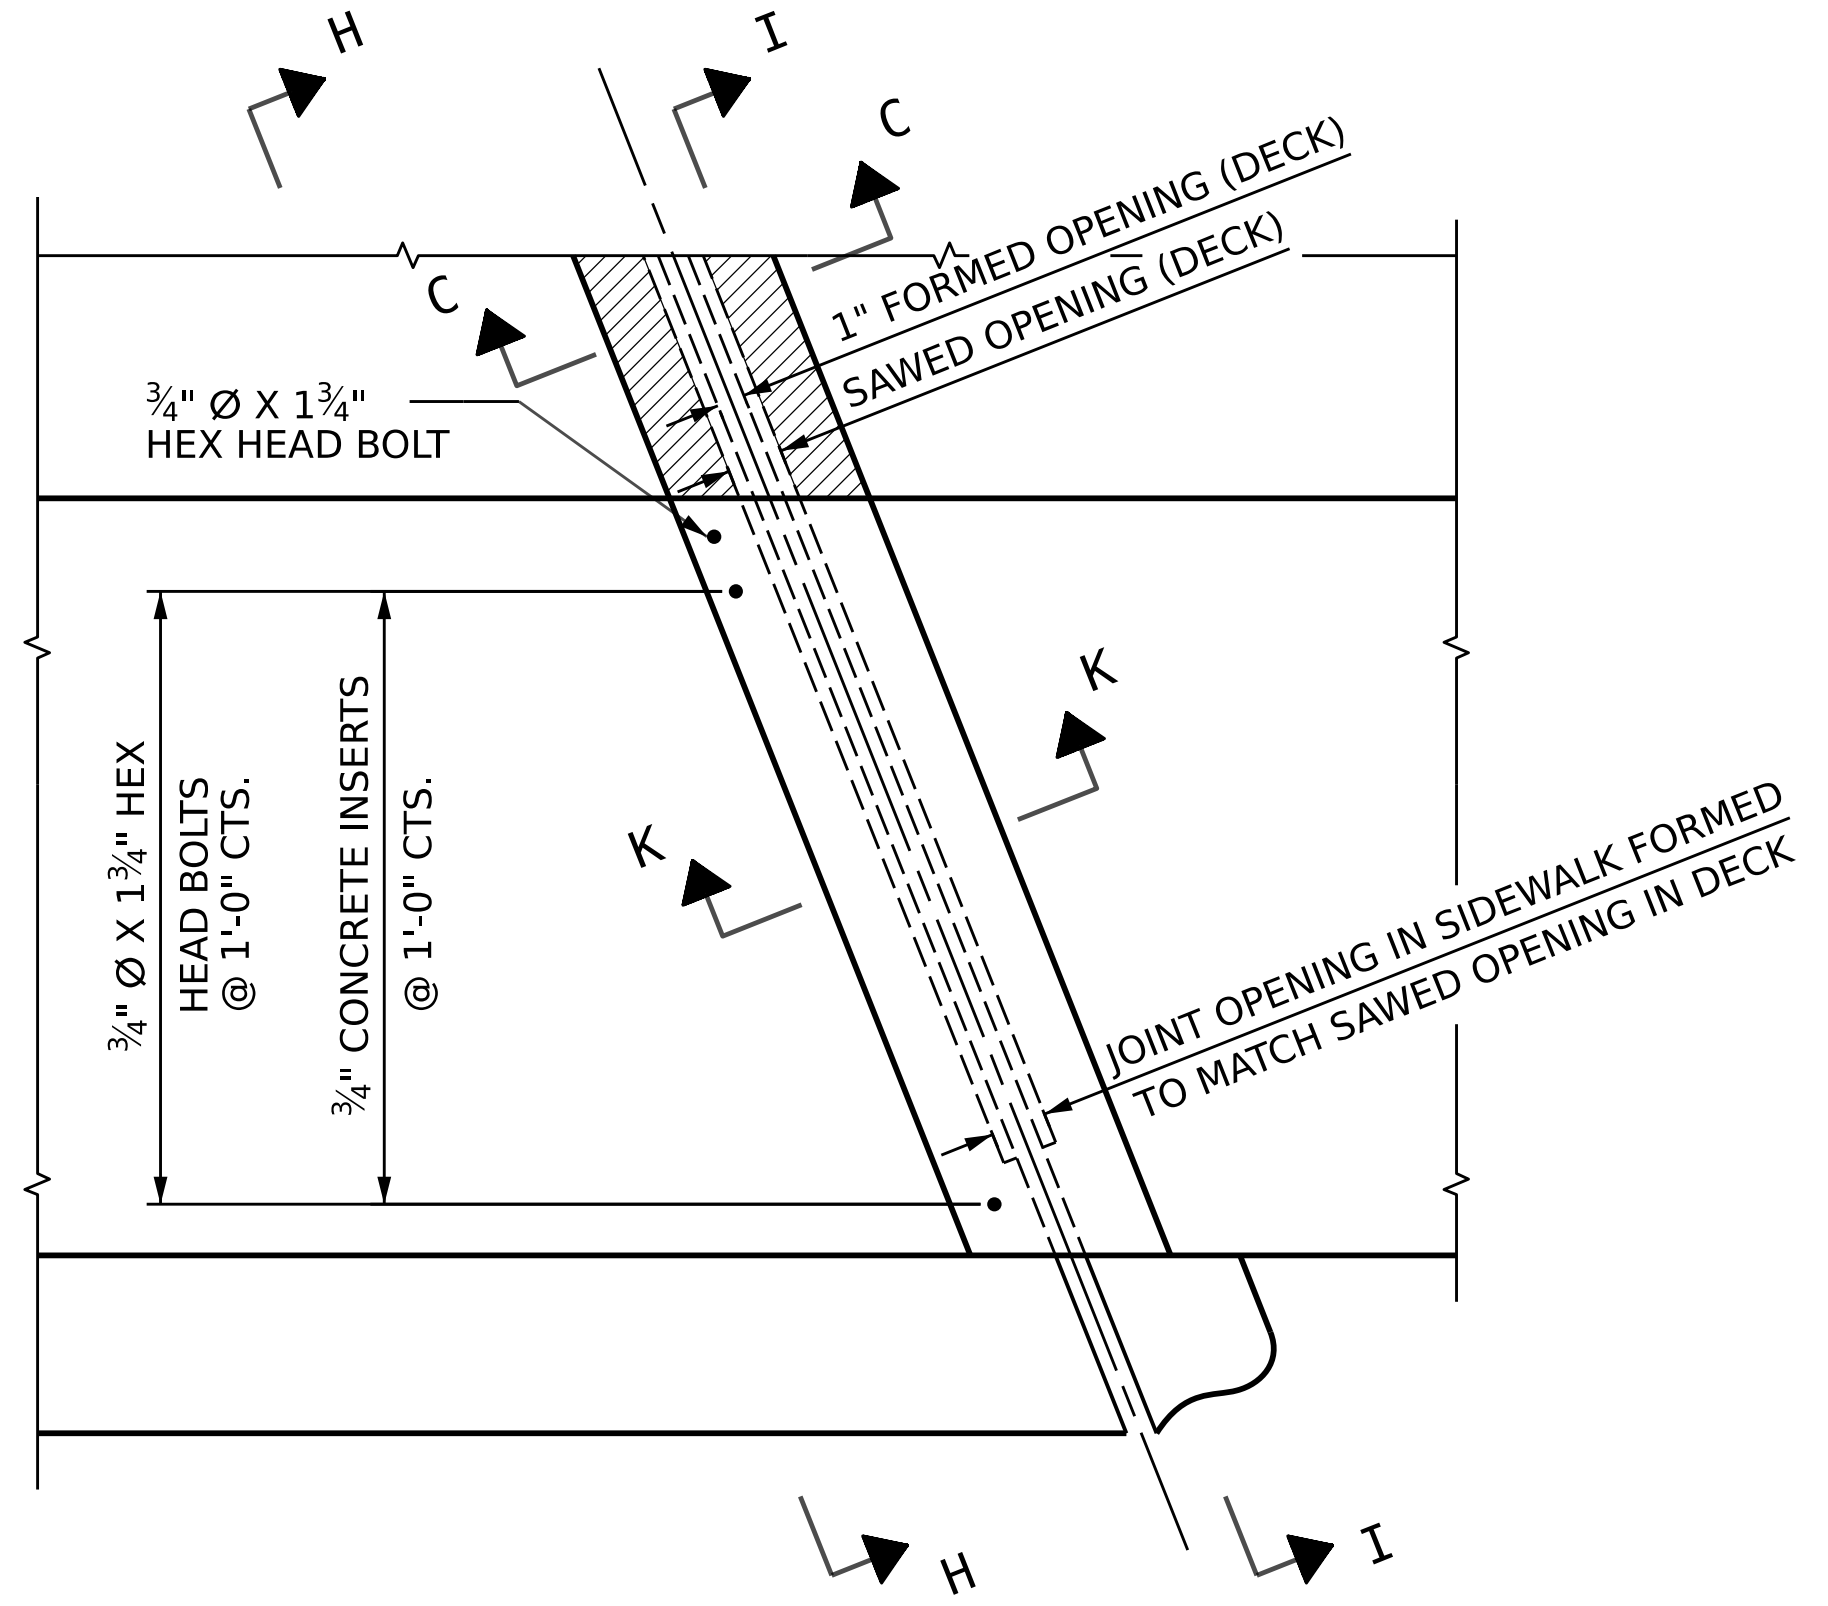 H
I
C
1" FORMED OPENING (DECK)
SAWED OPENING (DECK)
C
¾" Ø X 1¾"
HEX HEAD BOLT
K
K
¾" Ø X 1¾" HEX
HEAD BOLTS
@ 1'-0" CTS.
¾" CONCRETE INSERTS
@ 1'-0" CTS.
JOINT OPENING IN SIDEWALK FORMED
TO MATCH SAWED OPENING IN DECK
H
I